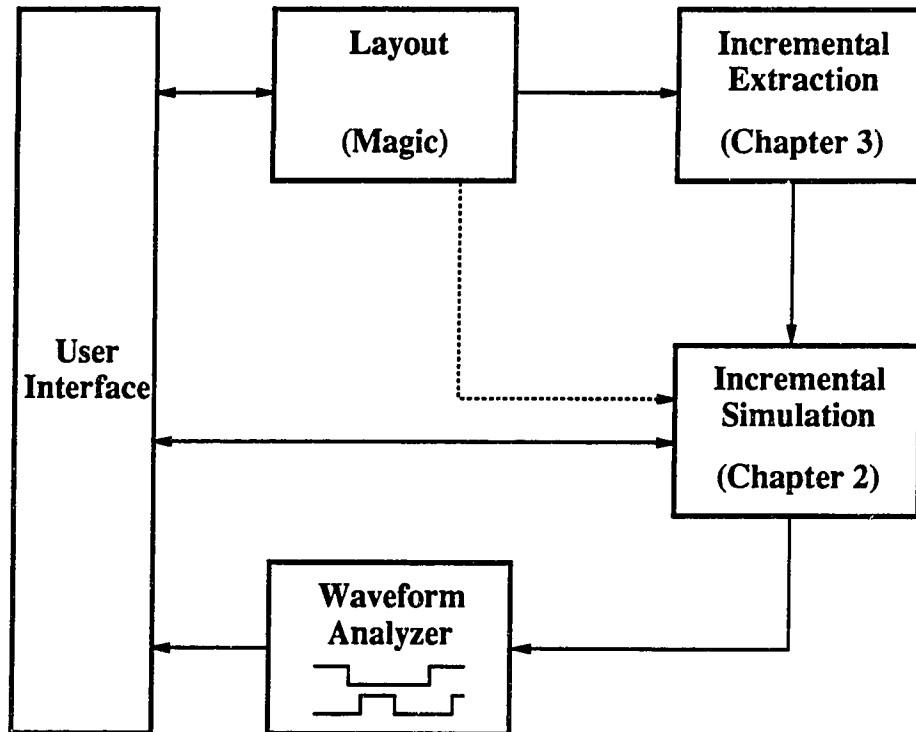 Layout
(Magic)
Incremental
Extraction
(Chapter 3)
User
Interface
Incremental
Simulation
(Chapter 2)
Waveform
Analyzer